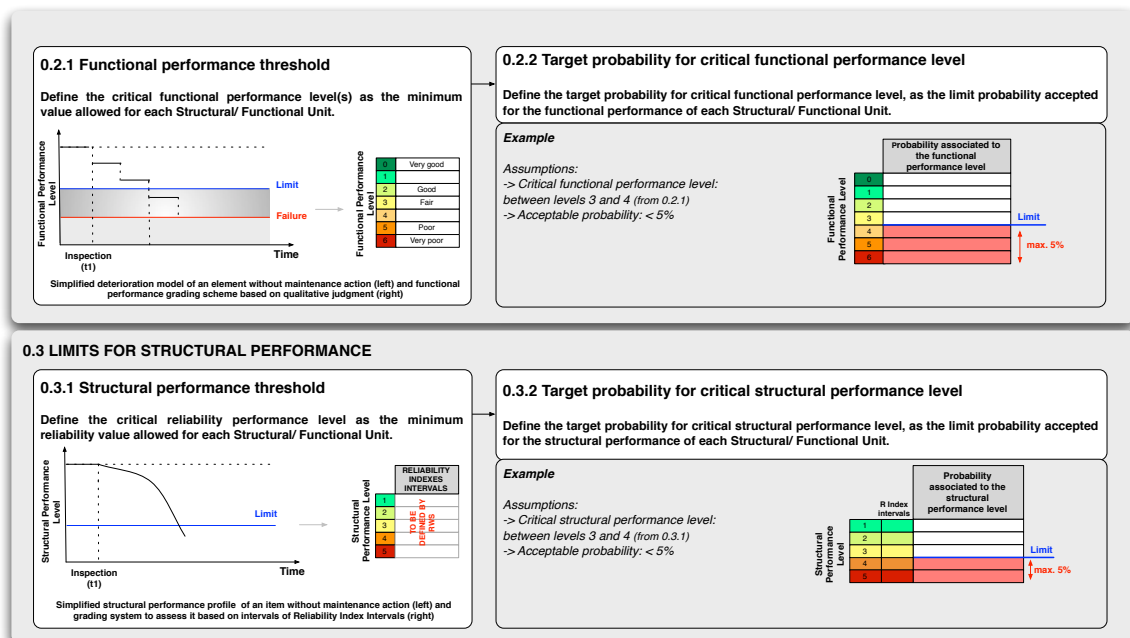 0.2.1 Functional performance threshold
Define the critical functional performance level(s) as the minimum
value allowed for each Structural/ Functional Unit.
Functional Performance
Level
Limit
Failure
Time
Inspection
(t1)
Functional Performance
Level
0 Very good
1
2 Good
3 Fair
4
5 Poor
6 Very poor
Simplified deterioration model of an element without maintenance action (left) and functional
performance grading scheme based on qualitative judgment (right)
0.2.2 Target probability for critical functional performance level
Define the target probability for critical functional performance level, as the limit probability accepted
for the functional performance of each Structural/ Functional Unit.
Example
Assumptions:
-> Critical functional performance level:
between levels 3 and 4 (from 0.2.1)
-> Acceptable probability: < 5%
Probability associated to
the functional
performance level
Functional
Performance Level
0
1
2
3
4
5
6
Limit
max. 5%
0.3 LIMITS FOR STRUCTURAL PERFORMANCE
0.3.1 Structural performance threshold
Define the critical reliability performance level as the minimum
reliability value allowed for each Structural/ Functional Unit.
Structural Performance
Level
Limit
Time
Inspection
(t1)
RELIABILITY
INDEXES
INTERVALS
Structural
Performance Level
1
2
3
4
5
TO BE
DEFINED BY
RWS
Simplified structural performance profile of an item without maintenance action (left) and
grading system to assess it based on intervals of Reliability Index Intervals (right)
0.3.2 Target probability for critical structural performance level
Define the target probability for critical structural performance level, as the limit probability accepted
for the structural performance of each Structural/ Functional Unit.
Example
Assumptions:
-> Critical structural performance level:
between levels 3 and 4 (from 0.3.1)
-> Acceptable probability: < 5%
R Index
intervals
Probability
associated to the
structural
performance level
Structural
Performance
Level
1
2
3
4
5
Limit
max. 5%